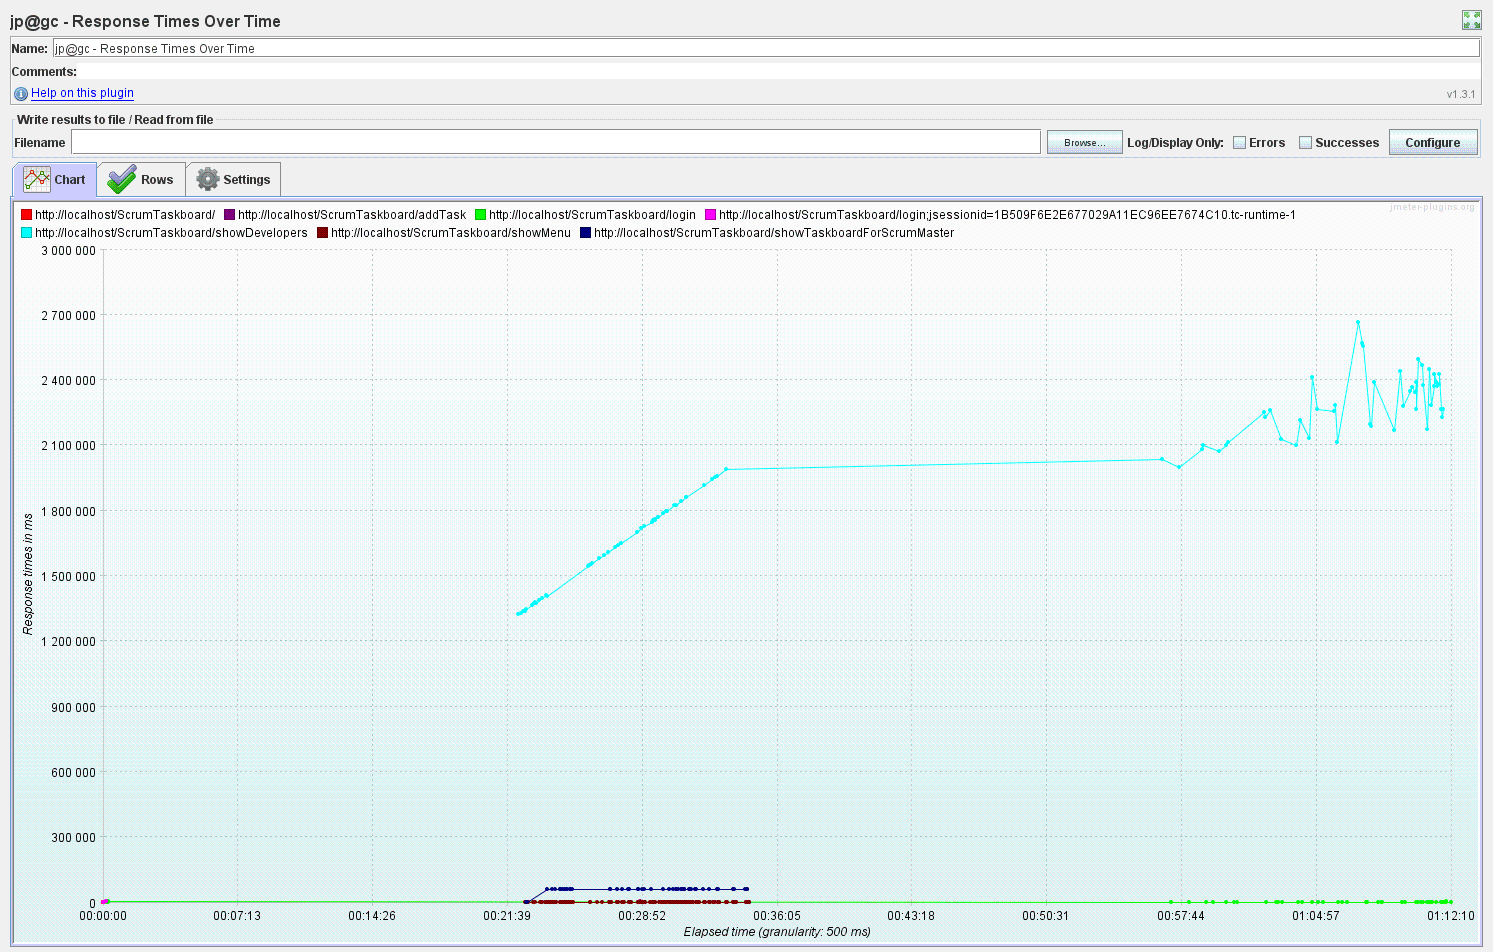 jp@gc - Response Times Over Time
Name: jp@gc - Response Times Over Time
Comments:
Help on this plugin
v1.3.1
Write results to file / Read from file
Filename Browse... Log/Display Only: Errors Successes Configure
Chart Rows Settings
http://localhost/ScrumTaskboard/ http://localhost/ScrumTaskboard/addTask http://localhost/ScrumTaskboard/login http://localhost/ScrumTaskboard/login;jsessionid=1B509F6E2E677029A11EC96EE7674C10.tc-runtime-1
jmeter-plugins.org
http://localhost/ScrumTaskboard/showDevelopers http://localhost/ScrumTaskboard/showMenu http://localhost/ScrumTaskboard/showTaskboardForScrumMaster
3 000 000
2 700 000
2 400 000
2 100 000
1 800 000
1 500 000
1 200 000
900 000
600 000
300 000
0
Response times in ms
00:00:00 00:07:13 00:14:26 00:21:39 00:28:52 00:36:05 00:43:18 00:50:31 00:57:44 01:04:57 01:12:10
Elapsed time (granularity: 500 ms)